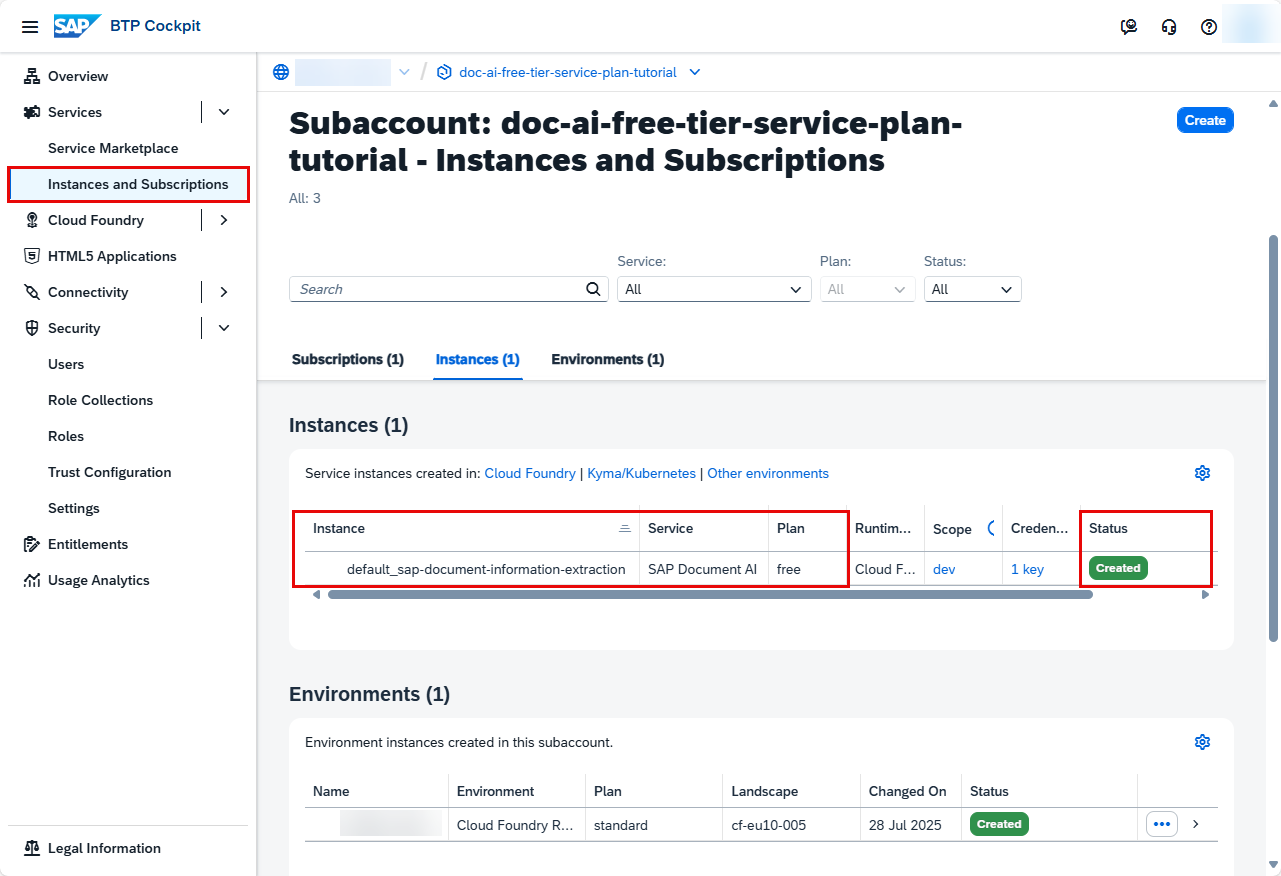 SAP BTP Cockpit
Overview
Services
Service Marketplace
Instances and Subscriptions
Cloud Foundry
HTML5 Applications
Connectivity
Security
Users
Role Collections
Roles
Trust Configuration
Settings
Entitlements
Usage Analytics
Legal Information
/ doc-ai-free-tier-service-plan-tutorial
Subaccount: doc-ai-free-tier-service-plan-
tutorial - Instances and Subscriptions
Create
All: 3
Service: Plan: Status:
Search All All All
Subscriptions (1) Instances (1) Environments (1)
Instances (1)
Service instances created in: Cloud Foundry | Kyma/Kubernetes | Other environments
Instance Service Plan Runtim... Scope Creden... Status
default_sap-document-information-extraction SAP Document AI free Cloud F... dev 1 key Created
Environments (1)
Environment instances created in this subaccount.
Name Environment Plan Landscape Changed On Status
Cloud Foundry R... standard cf-eu10-005 28 Jul 2025 Created